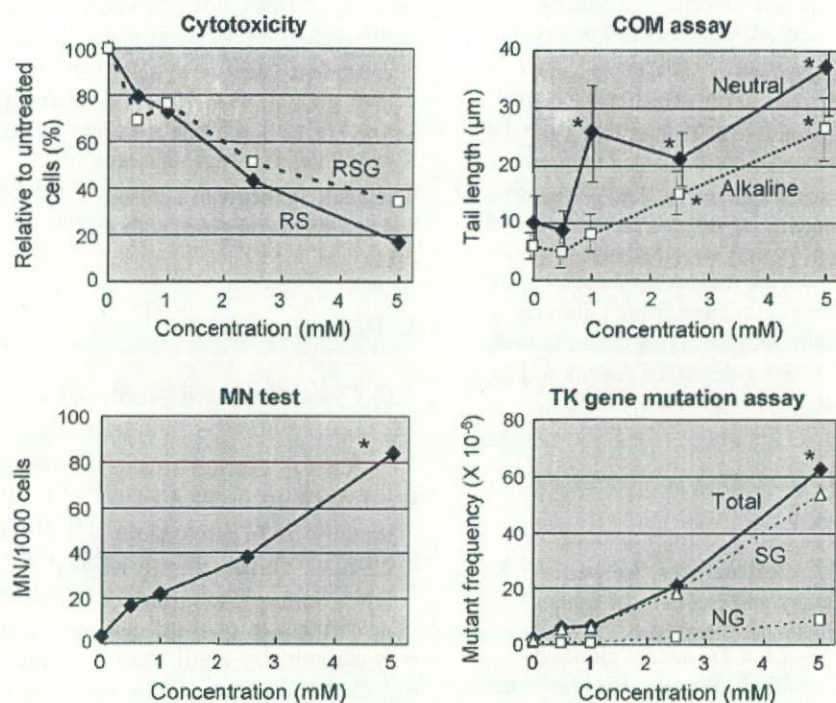 Cytotoxicity
Relative to untreated cells (%)
100
80
60
40
20
0
RSG
RS
0
1
2
3
4
5
Concentration (mM)
COM assay
Tail length (µm)
40
30
20
10
0
Neutral
Alkaline
*
*
*
*
*
0
1
2
3
4
5
Concentration (mM)
MN test
MN/1000 cells
100
80
60
40
20
0
*
0
1
2
3
4
5
Concentration (mM)
TK gene mutation assay
Mutant frequency (X 10⁻⁶)
80
60
40
20
0
*
Total
SG
NG
0
1
2
3
4
5
Concentration (mM)